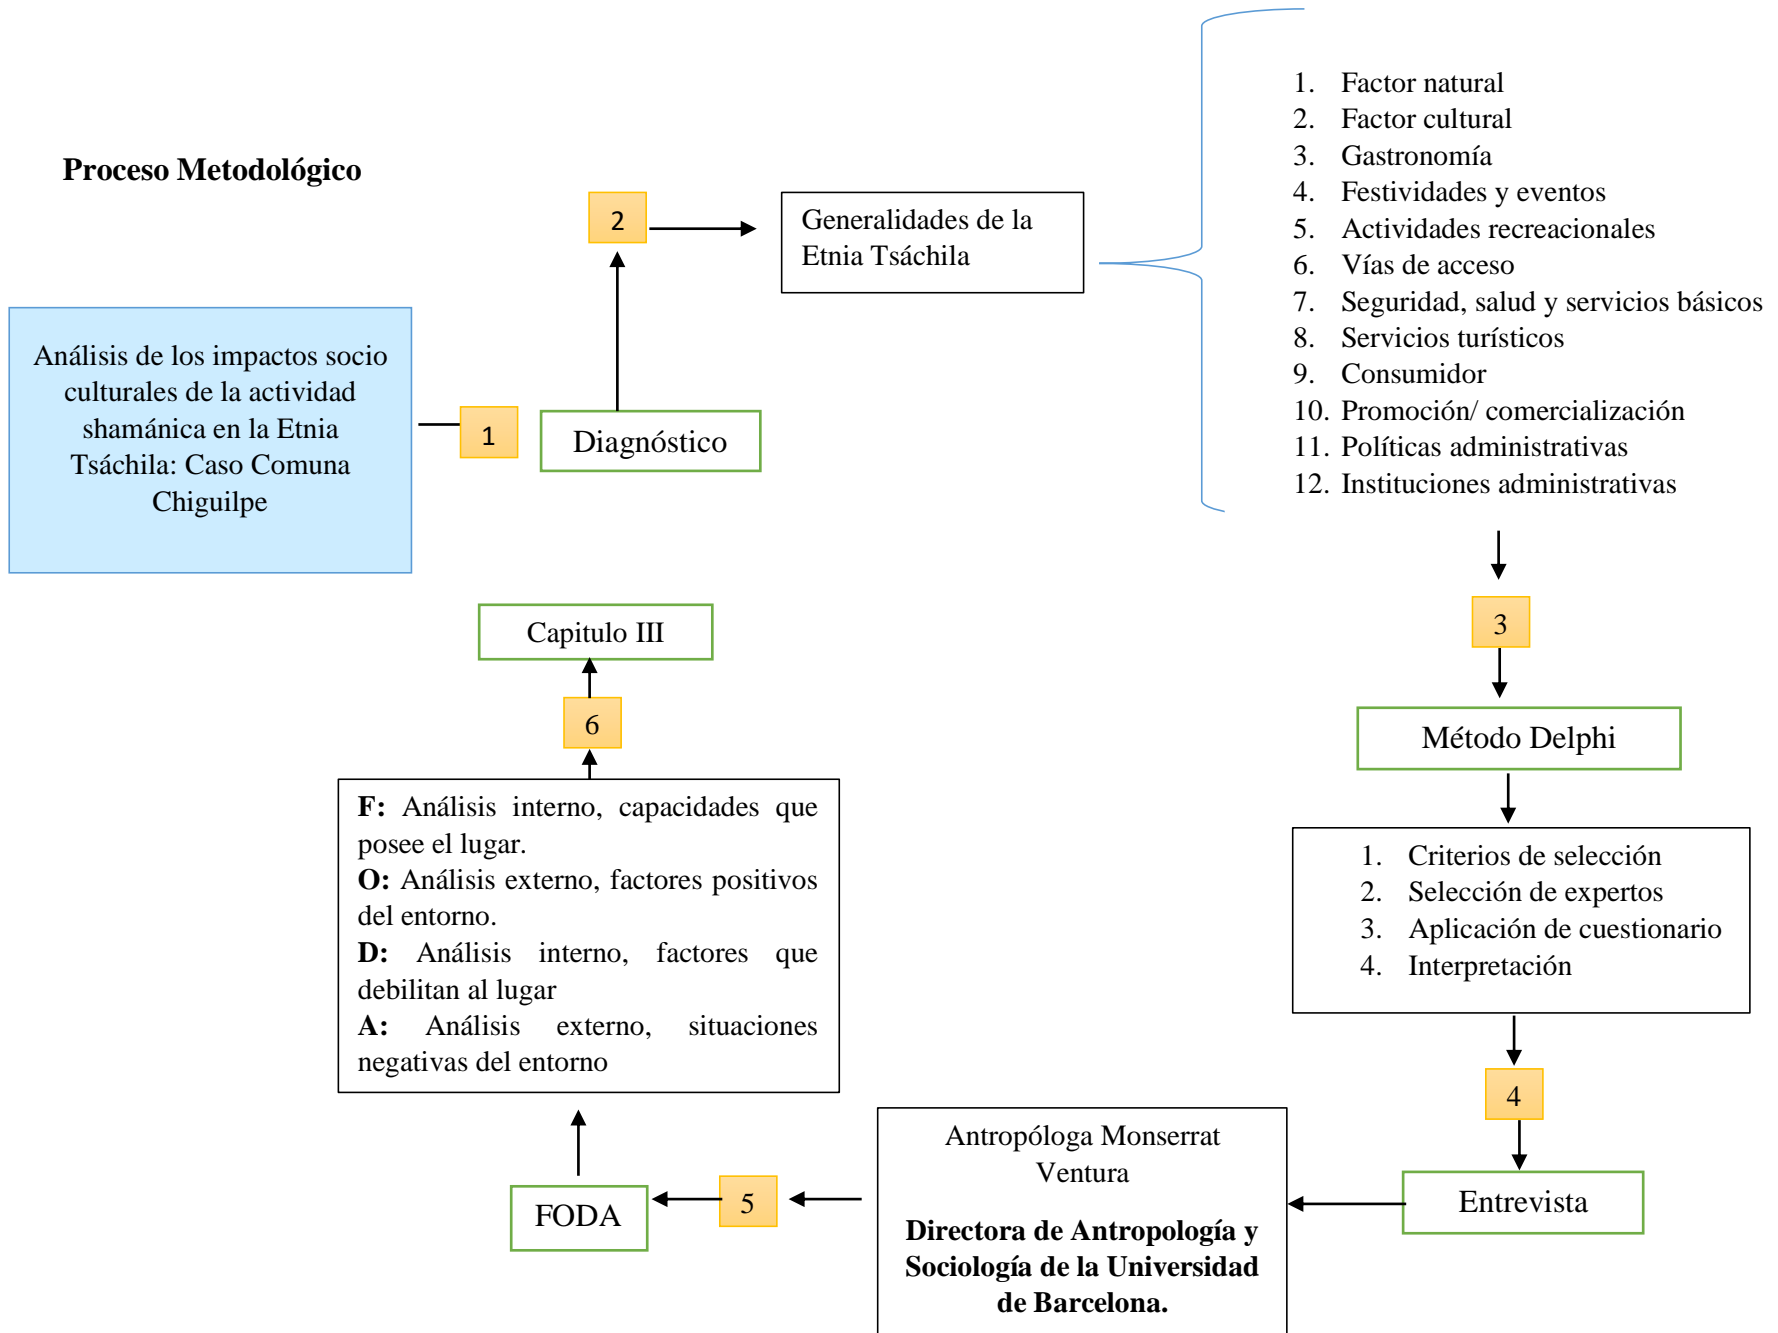 Proceso Metodológico
Análisis de los impactos socio
culturales de la actividad
shamánica en la Etnia
Tsáchila: Caso Comuna
Chiguilpe
1
Diagnóstico
2
Generalidades de la
Etnia Tsáchila
1. Factor natural
2. Factor cultural
3. Gastronomía
4. Festividades y eventos
5. Actividades recreacionales
6. Vías de acceso
7. Seguridad, salud y servicios básicos
8. Servicios turísticos
9. Consumidor
10. Promoción/ comercialización
11. Políticas administrativas
12. Instituciones administrativas
3
Método Delphi
1. Criterios de selección
2. Selección de expertos
3. Aplicación de cuestionario
4. Interpretación
4
Entrevista
Antropóloga Monserrat
Ventura
Directora de Antropología y
Sociología de la Universidad
de Barcelona.
5
FODA
F: Análisis interno, capacidades que
posee el lugar.
O: Análisis externo, factores positivos
del entorno.
D: Análisis interno, factores que
debilitan al lugar
A: Análisis externo, situaciones
negativas del entorno
6
Capitulo III